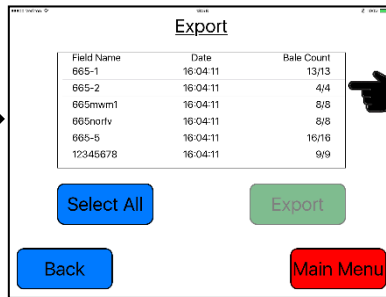 Export
Field Name Date Bale Count
665-1 16:04:11 13/13
665-2 16:04:11 4/4
665mwm1 16:04:11 8/8
665norfv 16:04:11 8/8
665-5 16:04:11 16/16
12345678 16:04:11 9/9
Select All Export
Back Main Menu